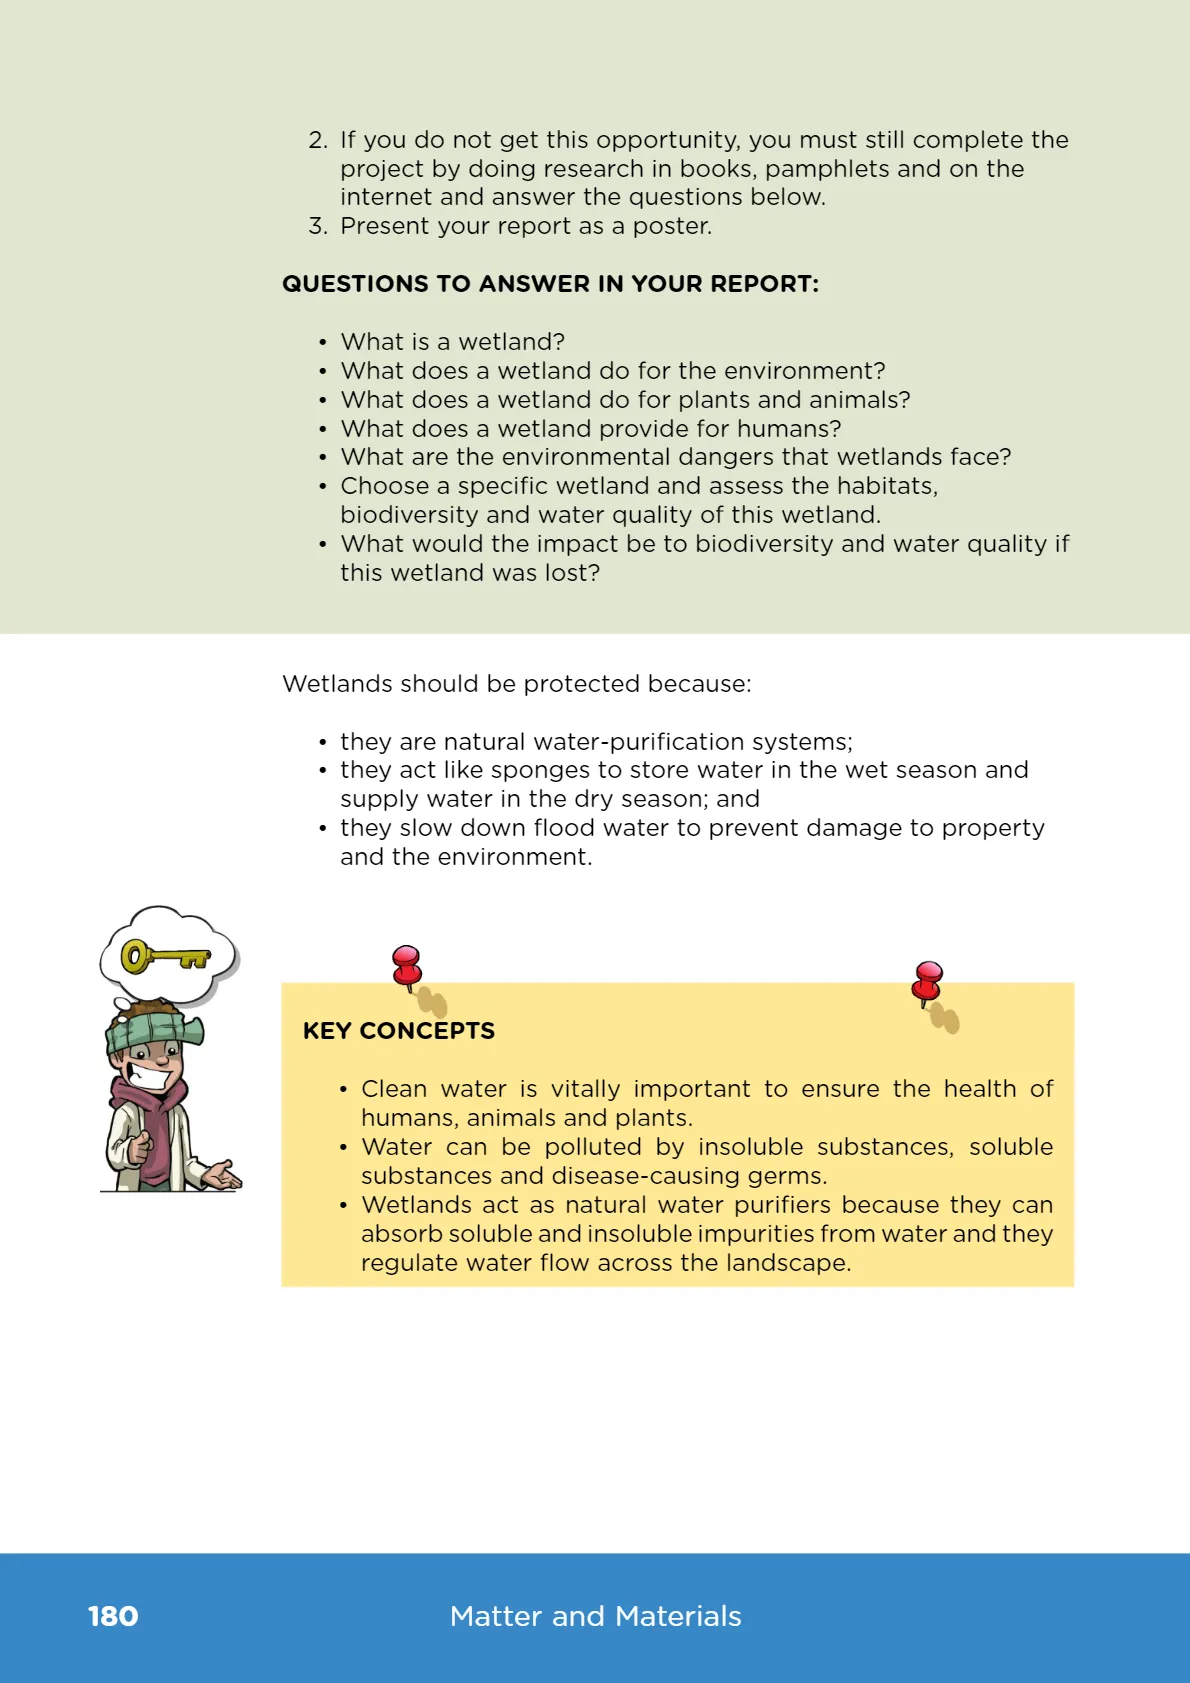 2. If you do not get this opportunity, you must still complete the
project by doing research in books, pamphlets and on the
internet and answer the questions below.
3. Present your report as a poster.
QUESTIONS TO ANSWER IN YOUR REPORT:
• What is a wetland?
• What does a wetland do for the environment?
• What does a wetland do for plants and animals?
• What does a wetland provide for humans?
• What are the environmental dangers that wetlands face?
• Choose a specific wetland and assess the habitats,
biodiversity and water quality of this wetland.
• What would the impact be to biodiversity and water quality if
this wetland was lost?
Wetlands should be protected because:
• they are natural water-purification systems;
• they act like sponges to store water in the wet season and
supply water in the dry season; and
• they slow down flood water to prevent damage to property
and the environment.
KEY CONCEPTS
• Clean water is vitally important to ensure the health of
humans, animals and plants.
• Water can be polluted by insoluble substances, soluble
substances and disease-causing germs.
• Wetlands act as natural water purifiers because they can
absorb soluble and insoluble impurities from water and they
regulate water flow across the landscape.
180
Matter and Materials